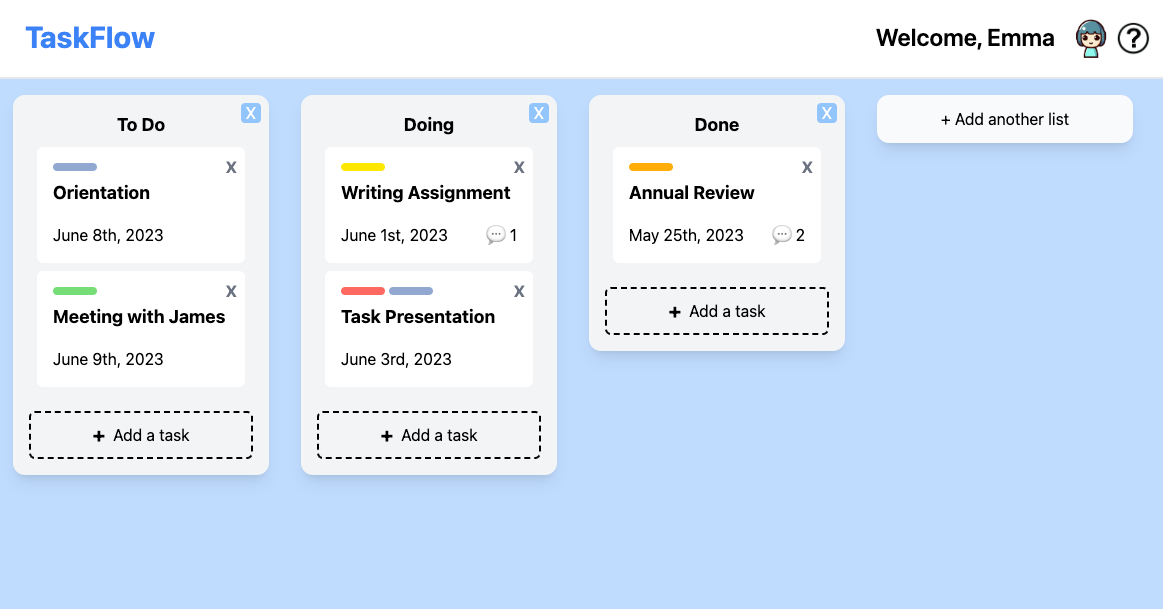 TaskFlow
Welcome, Emma
?
X
To Do
X
Orientation
June 8th, 2023
X
Meeting with James
June 9th, 2023
+ Add a task
X
Doing
X
Writing Assignment
June 1st, 2023 1
X
Task Presentation
June 3rd, 2023
+ Add a task
X
Done
X
Annual Review
May 25th, 2023 2
+ Add a task
+ Add another list